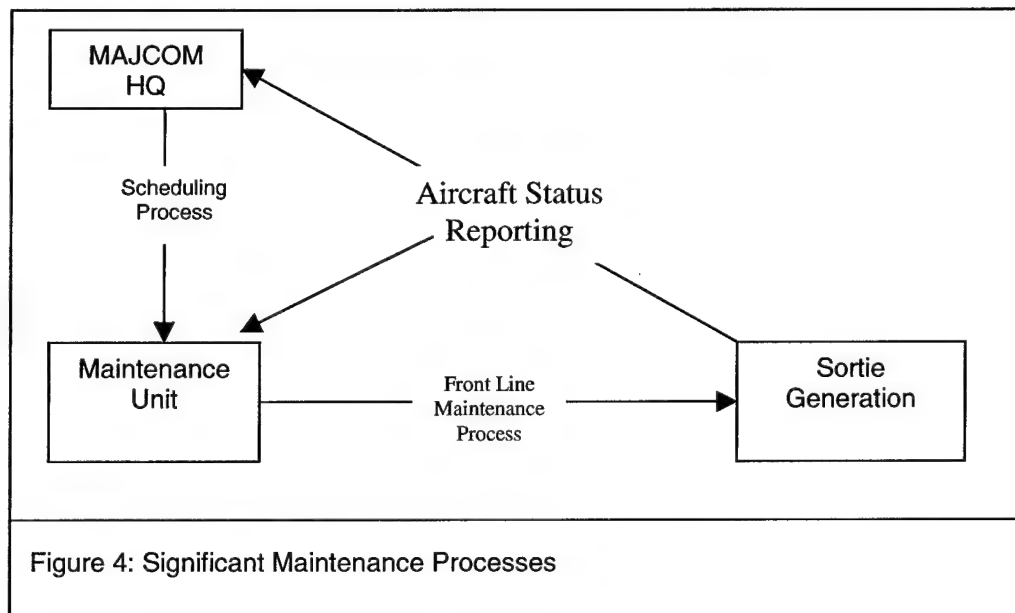 MAJCOM
HQ
Scheduling
Process
Aircraft Status
Reporting
Maintenance
Unit
Front Line
Maintenance
Process
Sortie
Generation
Figure 4: Significant Maintenance Processes